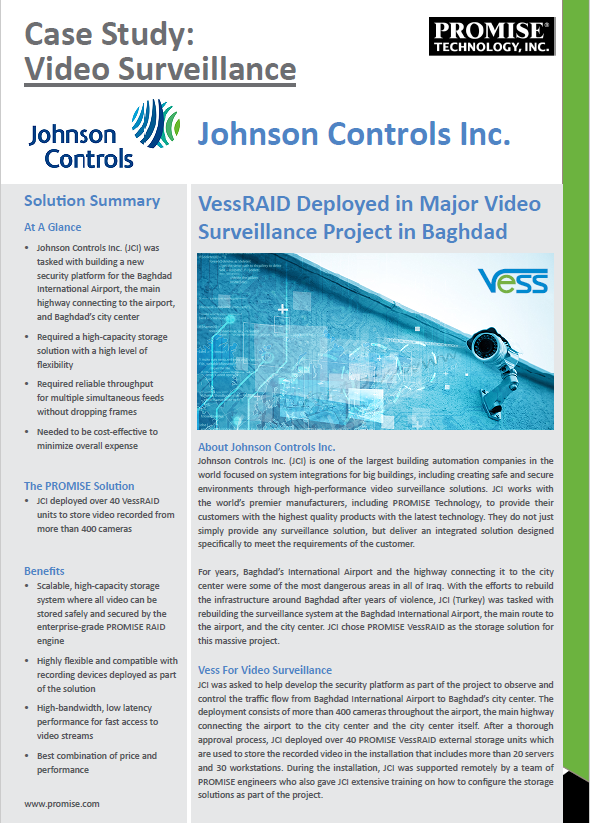 Case Study:
Video Surveillance
PROMISE®
TECHNOLOGY, INC.
Johnson
Controls
Johnson Controls Inc.
Solution Summary
At A Glance
• Johnson Controls Inc. (JCI) was
tasked with building a new
security platform for the Baghdad
International Airport, the main
highway connecting to the airport,
and Baghdad's city center
• Required a high-capacity storage
solution with a high level of
flexibility
• Required reliable throughput
for multiple simultaneous feeds
without dropping frames
• Needed to be cost-effective to
minimize overall expense
The PROMISE Solution
• JCI deployed over 40 VessRAID
units to store video recorded from
more than 400 cameras
Benefits
• Scalable, high-capacity storage
system where all video can be
stored safely and secured by the
enterprise-grade PROMISE RAID
engine
• Highly flexible and compatible with
recording devices deployed as part
of the solution
• High-bandwidth, low latency
performance for fast access to
video streams
• Best combination of price and
performance
www.promise.com
VessRAID Deployed in Major Video
Surveillance Project in Baghdad
Vess
About Johnson Controls Inc.
Johnson Controls Inc. (JCI) is one of the largest building automation companies in the
world focused on system integrations for big buildings, including creating safe and secure
environments through high-performance video surveillance solutions. JCI works with
the world's premier manufacturers, including PROMISE Technology, to provide their
customers with the highest quality products with the latest technology. They do not just
simply provide any surveillance solution, but deliver an integrated solution designed
specifically to meet the requirements of the customer.
For years, Baghdad's International Airport and the highway connecting it to the city
center were some of the most dangerous areas in all of Iraq. With the efforts to rebuild
the infrastructure around Baghdad after years of violence, JCI (Turkey) was tasked with
rebuilding the surveillance system at the Baghdad International Airport, the main route to
the airport, and the city center. JCI chose PROMISE VessRAID as the storage solution for
this massive project.
Vess For Video Surveillance
JCI was asked to help develop the security platform as part of the project to observe and
control the traffic flow from Baghdad International Airport to Baghdad's city center. The
deployment consists of more than 400 cameras throughout the airport, the main highway
connecting the airport to the city center and the city center itself. After a thorough
approval process, JCI deployed over 40 PROMISE VessRAID external storage units which
are used to store the recorded video in the installation that includes more than 20 servers
and 30 workstations. During the installation, JCI was supported remotely by a team of
PROMISE engineers who also gave JCI extensive training on how to configure the storage
solutions as part of the project.